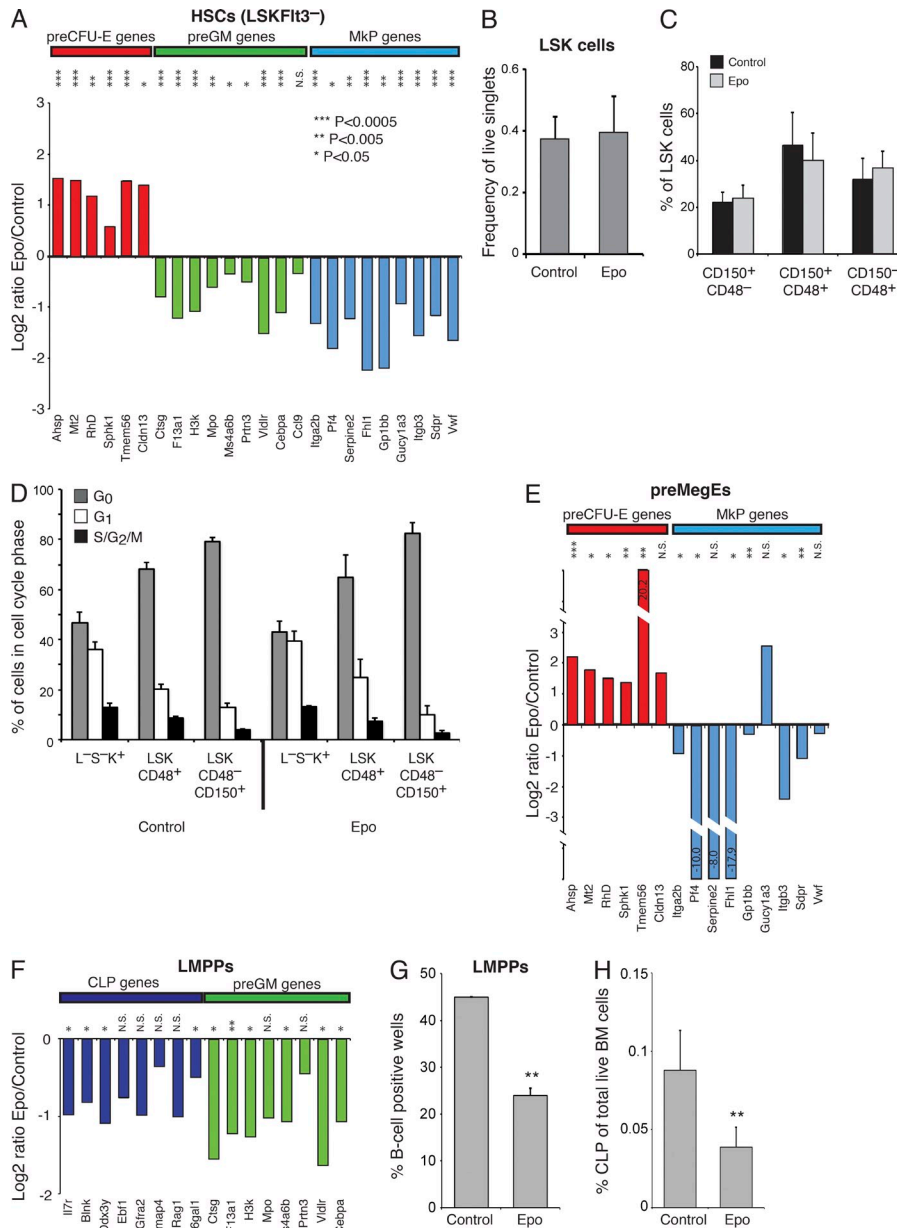 A
HSCs (LSKFlt3–)
preCFU-E genes
preGM genes
MkP genes
*** *** ** *** *** * *** *** *** ** * * *** *** N.S. *** * ** *** ** * *** *** ***
*** P<0.0005
** P<0.005
* P<0.05
3
2
1
0
-1
-2
-3
Log2 ratio Epo/Control
Ahsp
Mt2
RhD
Sphk1
Tmem56
Cldn13
Ctsg
F13a1
H3k
Mpo
Ms4a6b
Prtn3
Vldlr
Cebpa
Ccl9
Itga2b
Pf4
Serpine2
Fhl1
Gp1bb
Gucy1a3
Itgb3
Sdpr
Vwf
B
LSK cells
Frequency of live singlets
0.6
0.4
0.2
0
Control
Epo
C
Control
Epo
% of LSK cells
80
60
40
20
0
CD150+
CD48–
CD150+
CD48+
CD150–
CD48+
D
G0
G1
S/G2/M
% of cells in cell cycle phase
100
80
60
40
20
0
L–S–K+
LSK
CD48+
LSK
CD48–
CD150+
L–S–K+
LSK
CD48+
LSK
CD48–
CD150+
Control
Epo
E
preMegEs
preCFU-E genes
MkP genes
*** * * ** ** N.S. * * N.S. * ** N.S. * ** N.S.
Log2 ratio Epo/Control
3
2
1
0
-1
-2
-3
20.2
-10.0
-8.0
-17.9
Ahsp
Mt2
RhD
Sphk1
Tmem56
Cldn13
Itga2b
Pf4
Serpine2
Fhl1
Gp1bb
Gucy1a3
Itgb3
Sdpr
Vwf
F
LMPPs
CLP genes
preGM genes
* * * N.S. N.S. N.S. N.S. * * ** * N.S. * N.S. * *
0
-1
-2
Log2 ratio Epo/Control
Il7r
Blnk
Ddx3y
Ebf1
Gfra2
map4
Rag1
6gal1
Ctsg
F13a1
H3k
Mpo
s4a6b
Prtn3
Vldlr
Cebpa
G
LMPPs
% B-cell positive wells
50
40
30
20
10
0
**
Control
Epo
H
% CLP of total live BM cells
0.15
0.1
0.05
0
**
Control
Epo